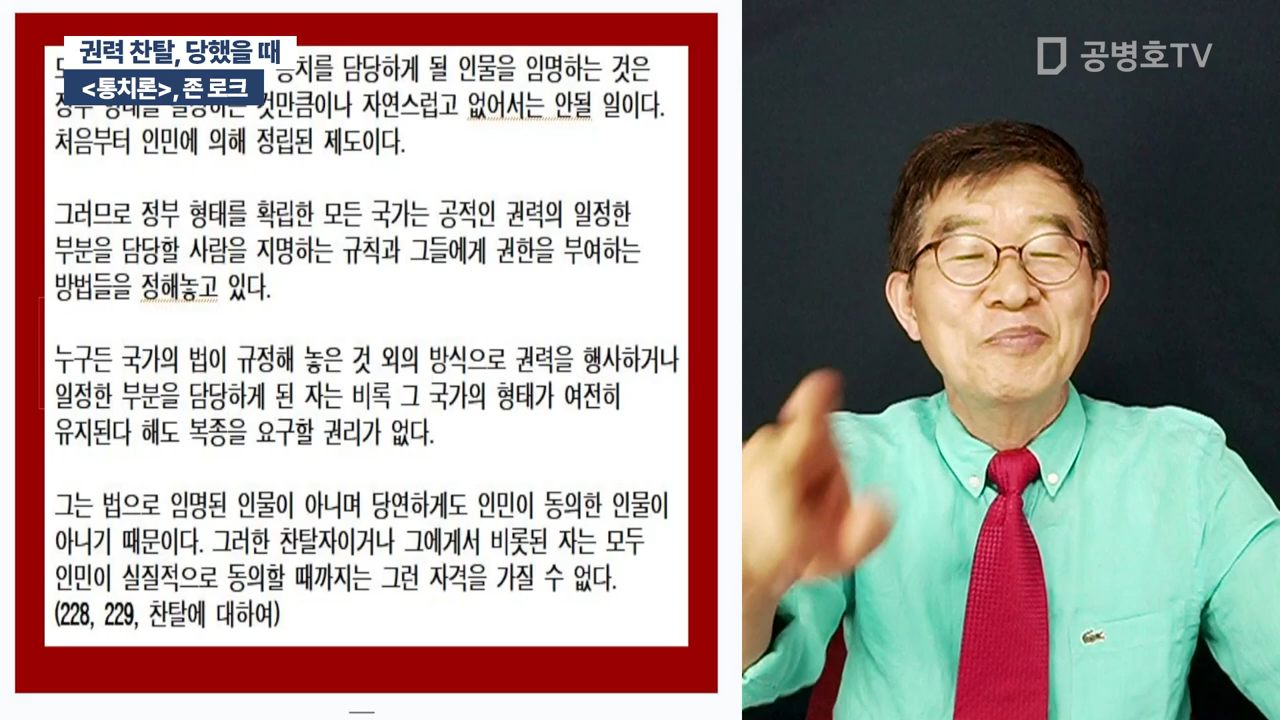 권력 찬탈, 당했을 때
<통치론>, 존 로크
통치를 담당하게 될 인물을 임명하는 것은
것만큼이나 자연스럽고 없어서는 안될 일이다.
처음부터 인민에 의해 정립된 제도이다.
그러므로 정부 형태를 확립한 모든 국가는 공적인 권력의 일정한
부분을 담당할 사람을 지명하는 규칙과 그들에게 권한을 부여하는
방법들을 정해놓고 있다.
누구든 국가의 법이 규정해 놓은 것 외의 방식으로 권력을 행사하거나
일정한 부분을 담당하게 된 자는 비록 그 국가의 형태가 여전히
유지된다 해도 복종을 요구할 권리가 없다.
그는 법으로 임명된 인물이 아니며 당연하게도 인민이 동의한 인물이
아니기 때문이다. 그러한 찬탈자이거나 그에게서 비롯된 자는 모두
인민이 실질적으로 동의할 때까지는 그런 자격을 가질 수 없다.
(228, 229, 찬탈에 대하여)
공병호TV